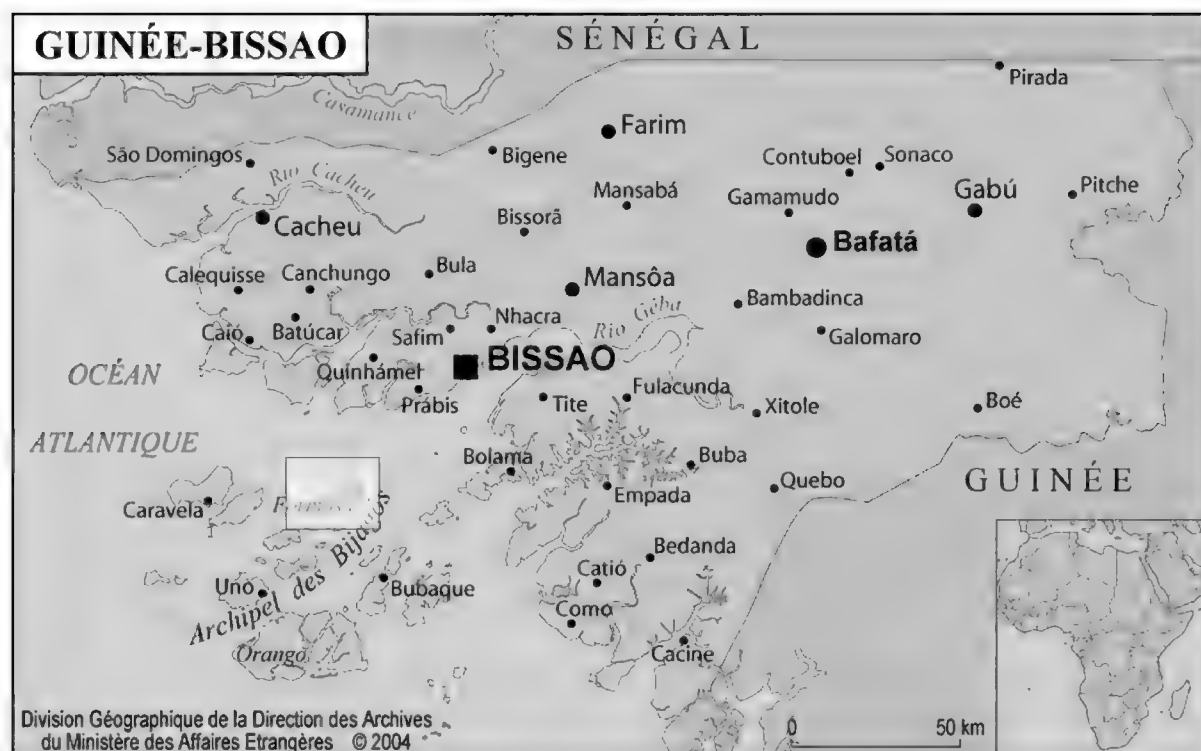 GUINÉE-BISSAO
SÉNÉGAL
Pirada
Casamance
Farim
São Domingos
Bigene
Contuboel
Sonaco
Rio Cacheu
Mansabá
Gamamudo
Gabú
Pitche
Cacheu
Bissorã
Bafatá
Calequisse
Canchungo
Bula
Mansôa
Bambadinca
Caió
Batúcar
Safim
Nhacra
Rio Géba
Galomaro
OCÉAN
ATLANTIQUE
Quinhámel
BISSAO
Prábis
Tite
Fulacunda
Xitole
Boé
Bolama
Buba
GUINÉE
Caravela
Empada
Quebo
Bedanda
Uno
Archipel des Bijagos
Bubaque
Catió
Como
Orango
Cacine
Division Géographique de la Direction des Archives
du Ministère des Affaires Etrangères © 2004
0 50 km